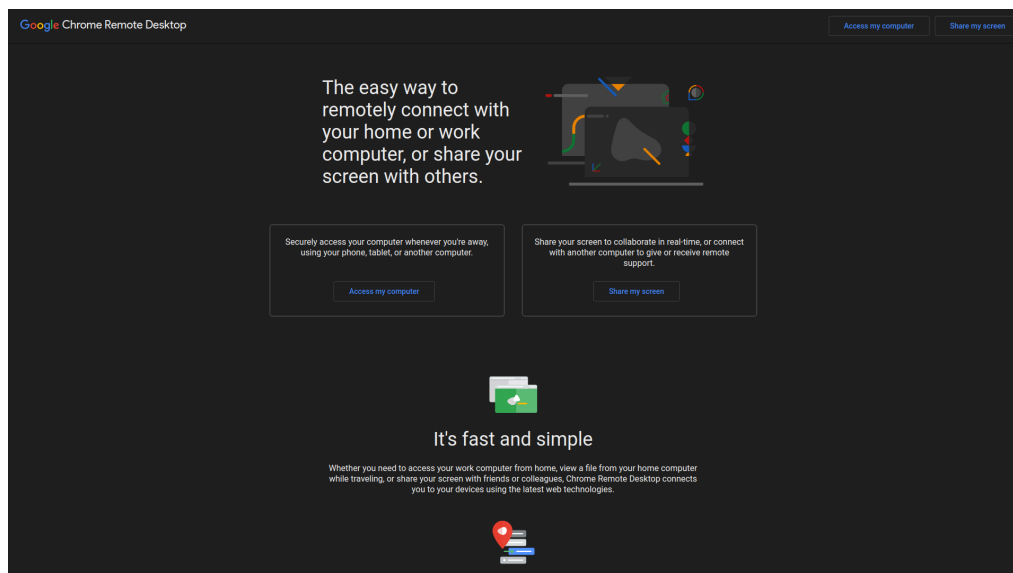 Google Chrome Remote Desktop
Access my computer
Share my screen
The easy way to
remotely connect with
your home or work
computer, or share your
screen with others.
Securely access your computer whenever you're away,
using your phone, tablet, or another computer.
Access my computer
Share your screen to collaborate in real-time, or connect
with another computer to give or receive remote
support.
Share my screen
It's fast and simple
Whether you need to access your work computer from home, view a file from your home computer
while traveling, or share your screen with friends or colleagues, Chrome Remote Desktop connects
you to your devices using the latest web technologies.